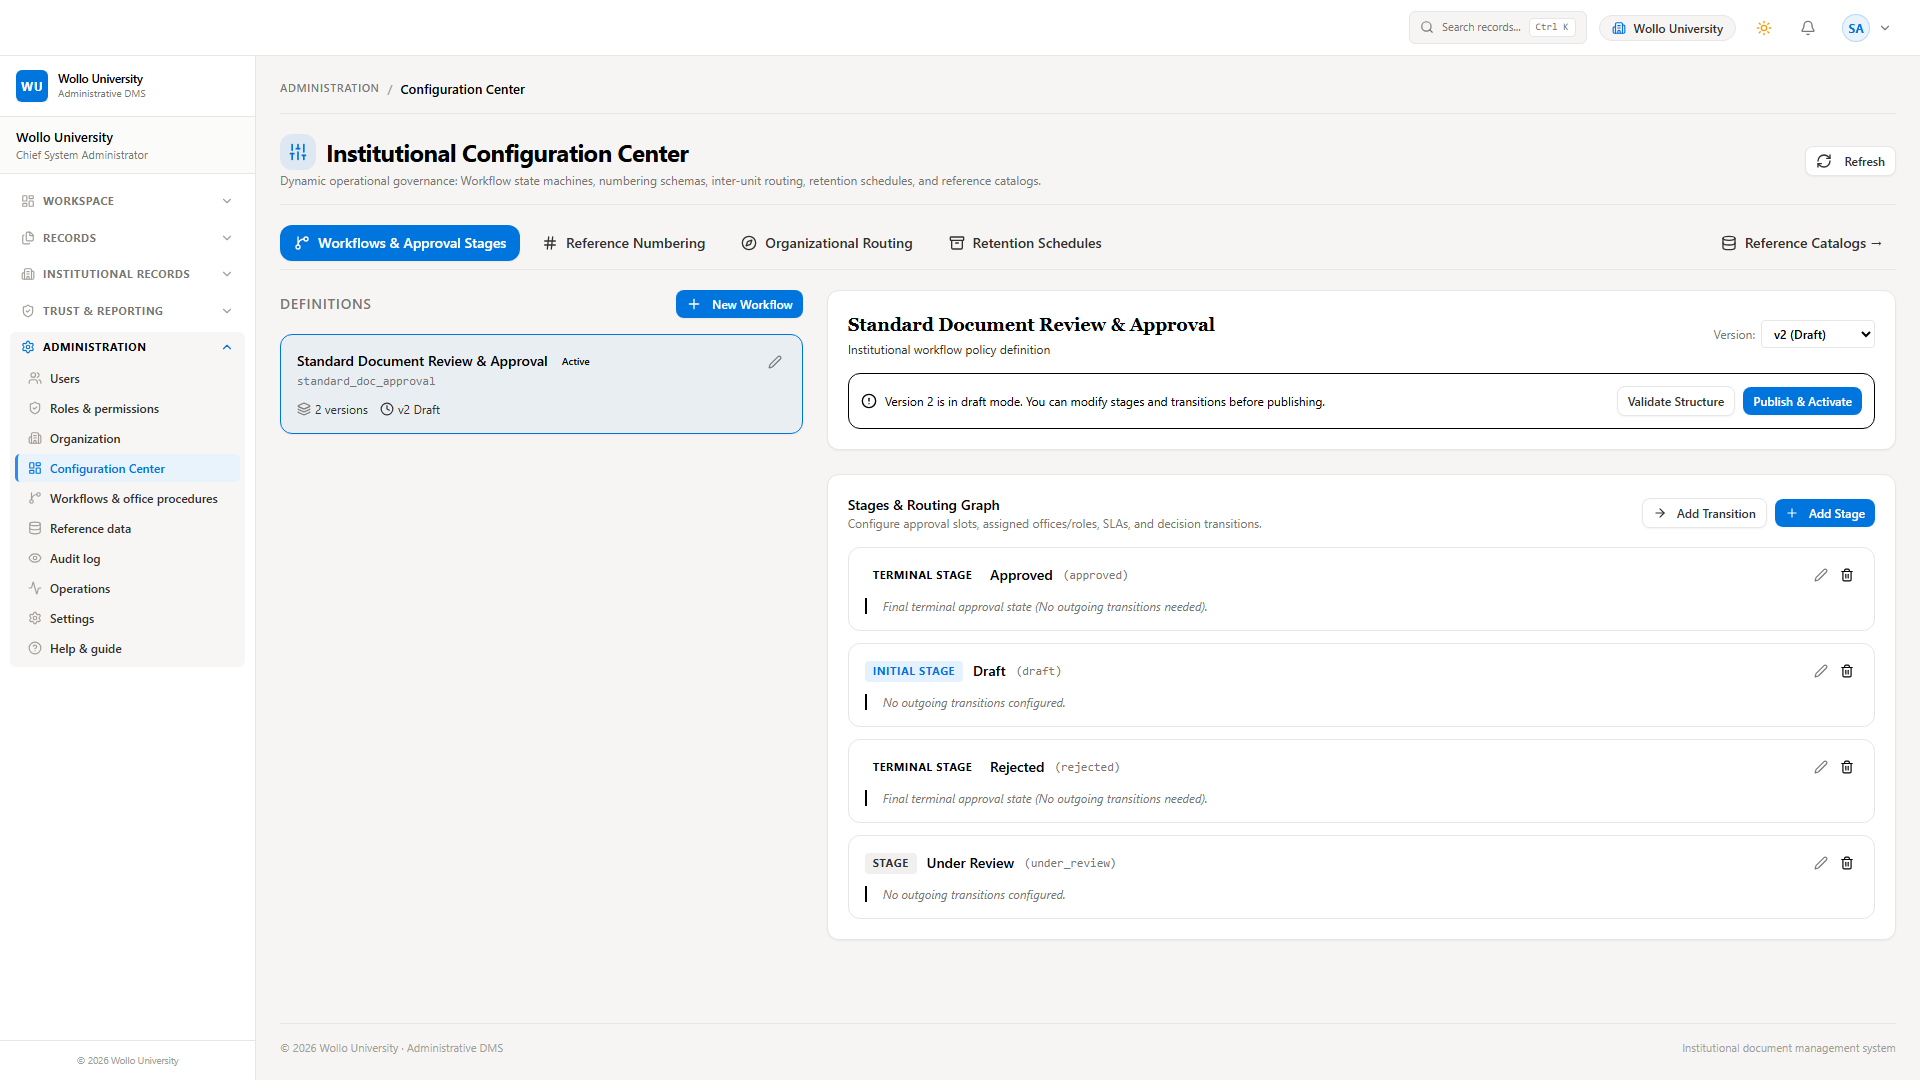 Search records... Ctrl K
Wollo University
SA
WU
Wollo University
Administrative DMS
Wollo University
Chief System Administrator
WORKSPACE
RECORDS
INSTITUTIONAL RECORDS
TRUST & REPORTING
ADMINISTRATION
Users
Roles & permissions
Organization
Configuration Center
Workflows & office procedures
Reference data
Audit log
Operations
Settings
Help & guide
© 2026 Wollo University
ADMINISTRATION / Configuration Center
Institutional Configuration Center
Dynamic operational governance: Workflow state machines, numbering schemas, inter-unit routing, retention schedules, and reference catalogs.
Refresh
Workflows & Approval Stages
Reference Numbering
Organizational Routing
Retention Schedules
Reference Catalogs →
DEFINITIONS
New Workflow
Standard Document Review & Approval Active
standard_doc_approval
2 versions v2 Draft
Standard Document Review & Approval
Institutional workflow policy definition
Version: v2 (Draft)
Version 2 is in draft mode. You can modify stages and transitions before publishing.
Validate Structure
Publish & Activate
Stages & Routing Graph
Configure approval slots, assigned offices/roles, SLAs, and decision transitions.
Add Transition
Add Stage
TERMINAL STAGE Approved (approved)
Final terminal approval state (No outgoing transitions needed).
INITIAL STAGE Draft (draft)
No outgoing transitions configured.
TERMINAL STAGE Rejected (rejected)
Final terminal approval state (No outgoing transitions needed).
STAGE Under Review (under_review)
No outgoing transitions configured.
© 2026 Wollo University · Administrative DMS
Institutional document management system